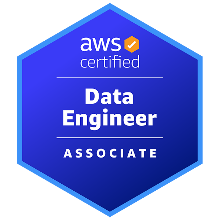 aws
certified
Data
Engineer
ASSOCIATE